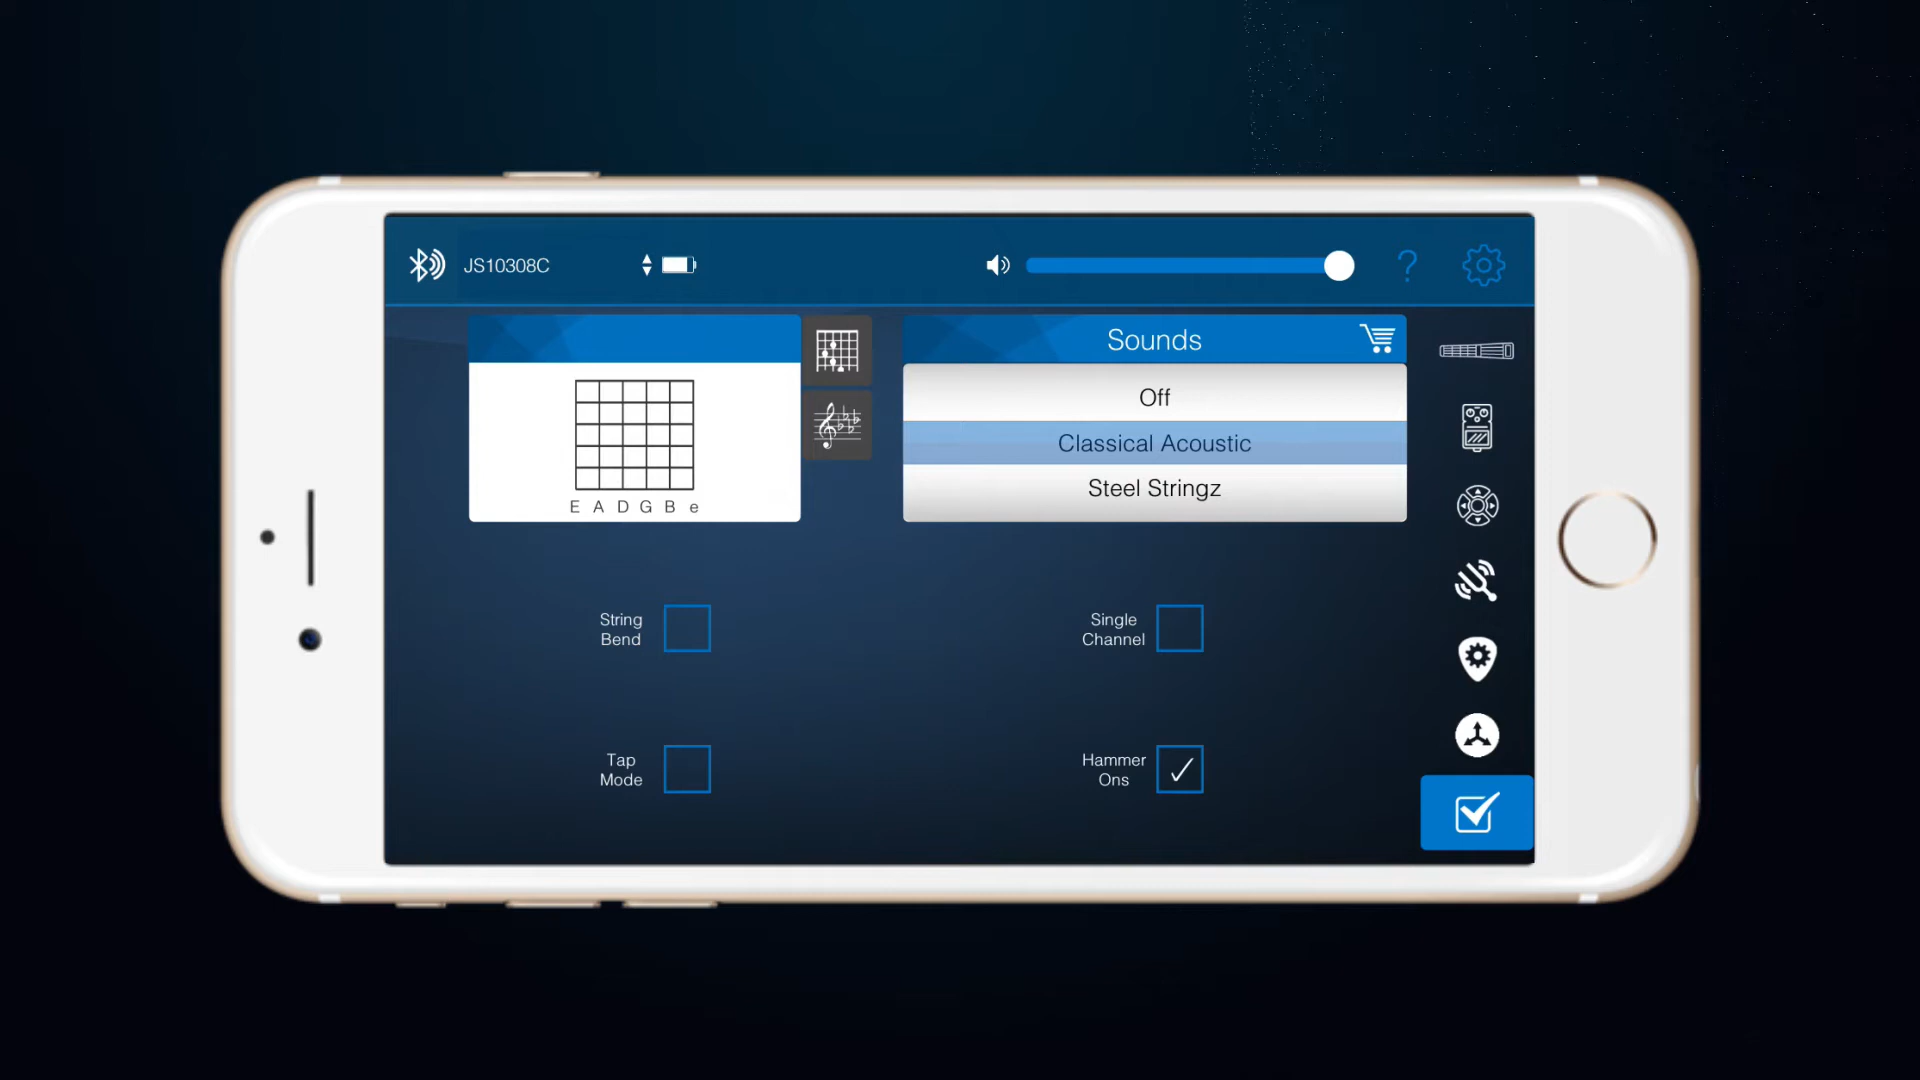 JS10308C
?
Sounds
Off
Classical Acoustic
Steel Stringz
E A D G B e
String
Bend
Single
Channel
Tap
Mode
Hammer
Ons